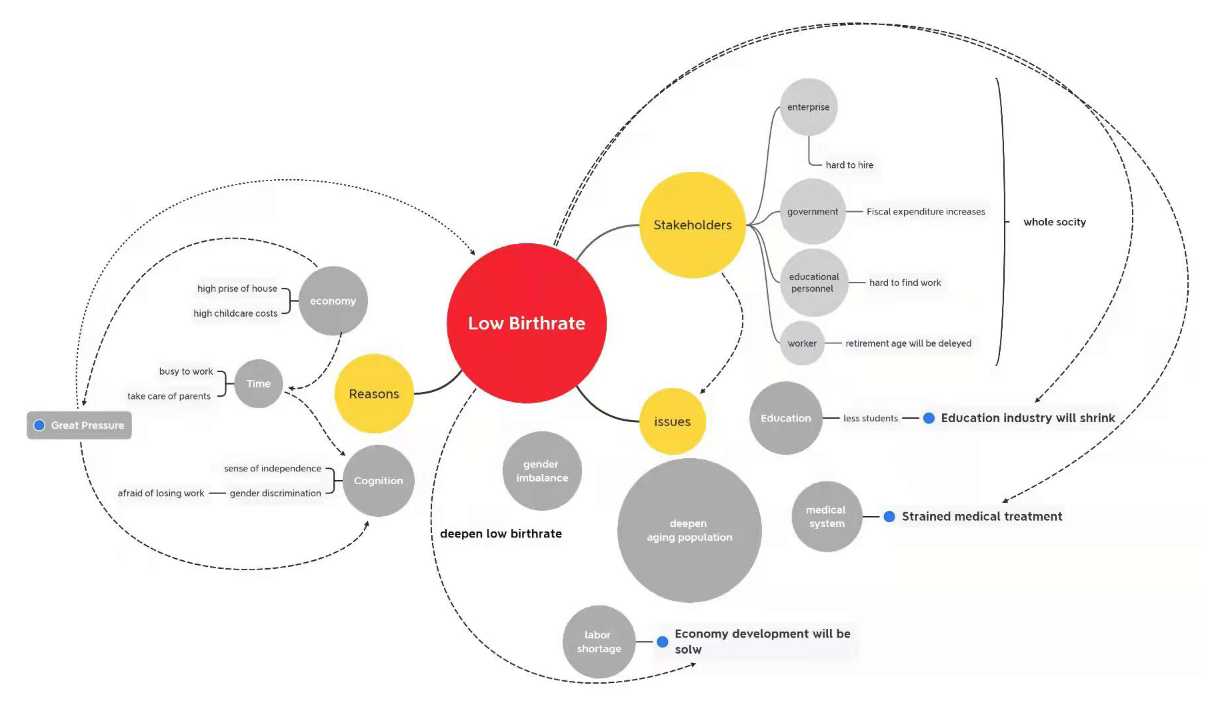 Low Birthrate
Stakeholders
enterprise
hard to hire
government
Fiscal expenditure increases
educational
personnel
hard to find work
worker
retirement age will be deleyed
whole socity
Reasons
economy
high prise of house
high childcare costs
Time
busy to work
take care of parents
Great Pressure
Cognition
sense of independence
afraid of losing work
gender discrimination
issues
Education
less students
Education industry will shrink
gender
imbalance
deepen low birthrate
deepen
aging population
medical
system
Strained medical treatment
labor
shortage
Economy development will be
solw